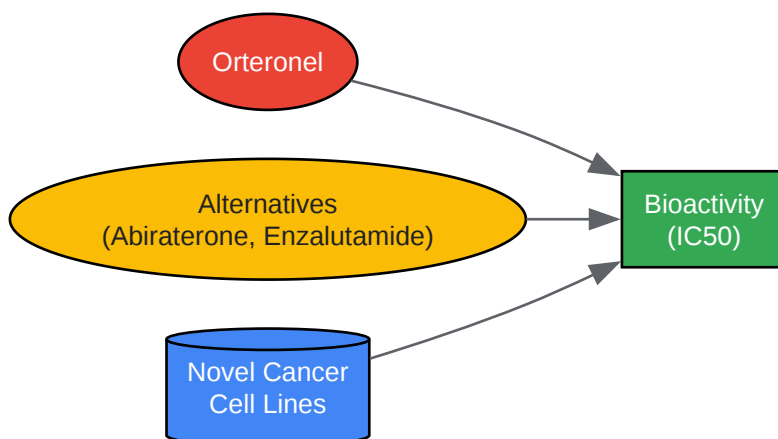 Orteronel
Alternatives
(Abiraterone, Enzalutamide)
Bioactivity
(IC50)
Novel Cancer
Cell Lines